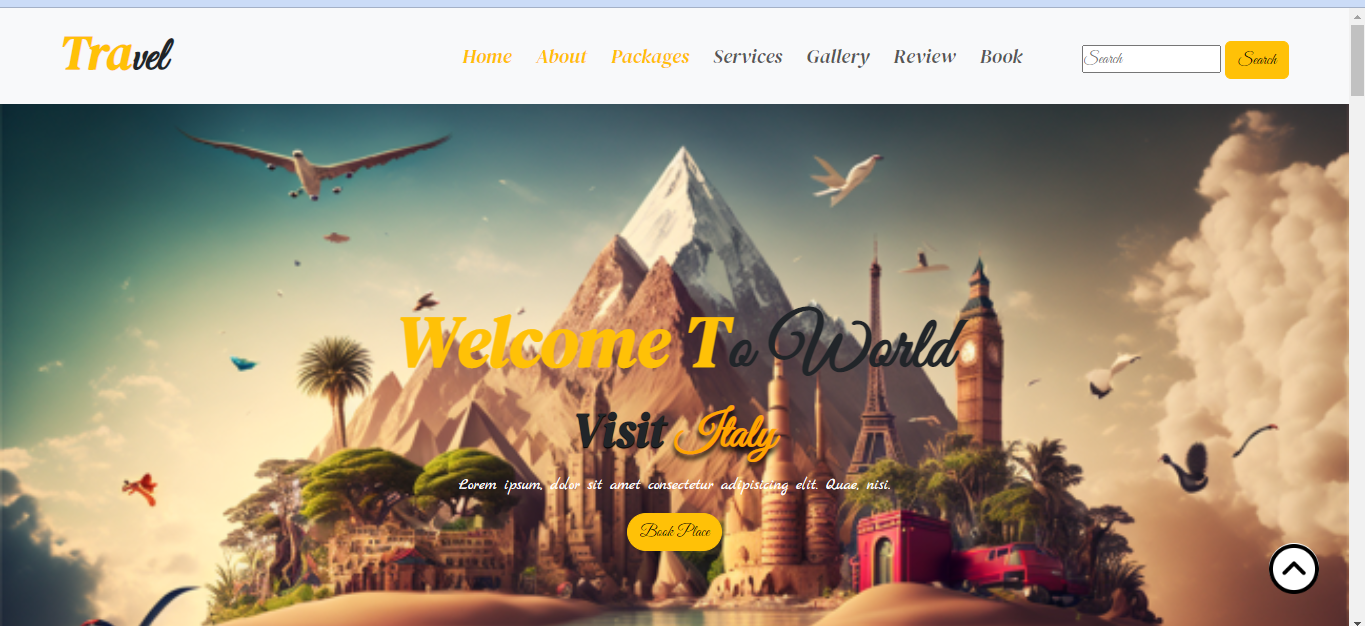 Travel
Home About Packages Services Gallery Review Book
Search Search
Welcome To World
Visit Italy
Lorem ipsum, dolor sit amet consectetur adipisicing elit. Quae, nisi.
Book Place